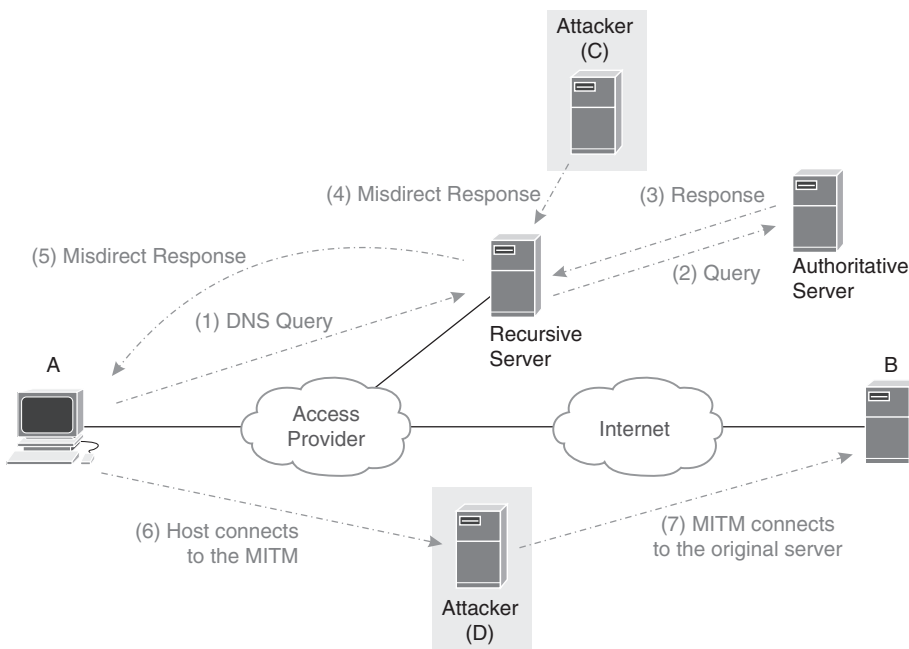 Attacker
(C)
(4) Misdirect Response
(3) Response
(5) Misdirect Response
(2) Query
Authoritative
Server
(1) DNS Query
Recursive
Server
A
B
Access
Provider
Internet
(6) Host connects
to the MITM
(7) MITM connects
to the original server
Attacker
(D)